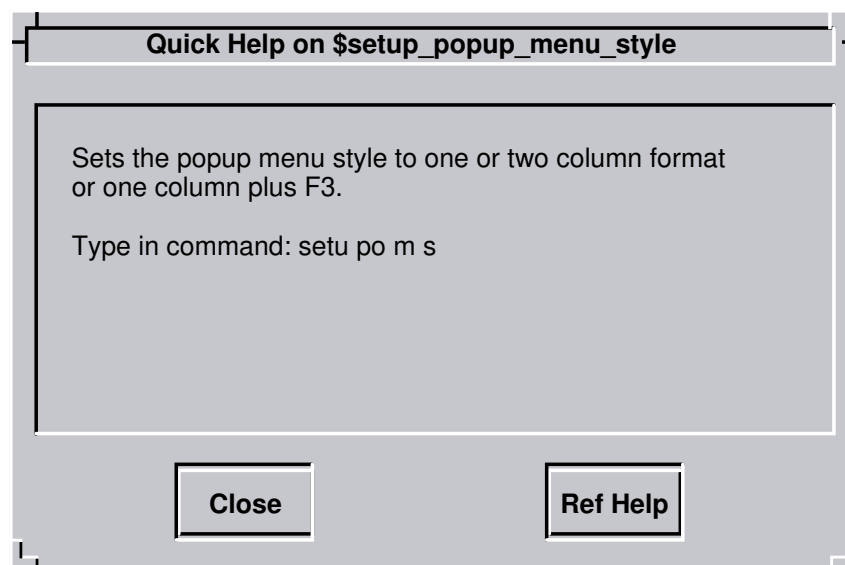 Quick Help on $setup_popup_menu_style
Sets the popup menu style to one or two column format
or one column plus F3.
Type in command: setu po m s
Close
Ref Help